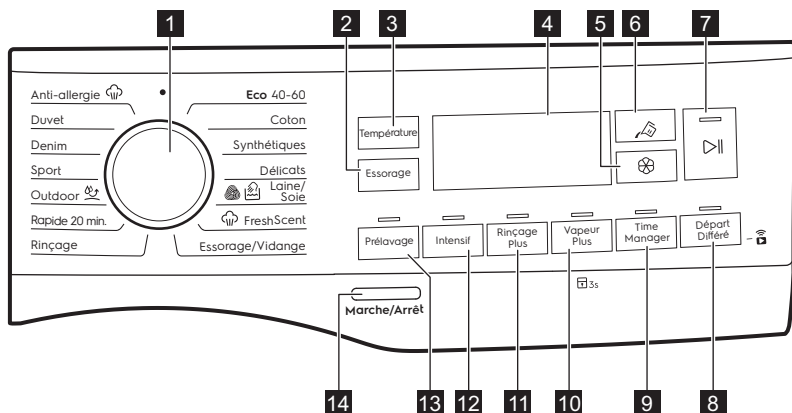 1
2
3
4
5
6
7
Anti-allergie
Duvet
Denim
Sport
Outdoor
Rapide 20 min.
Rinçage
Eco 40-60
Coton
Synthétiques
Délicats
Laine/
Soie
FreshScent
Essorage/Vidange
Température
Essorage
Prélavage
Intensif
Rinçage
Plus
Vapeur
Plus
Time
Manager
Départ
Différé
3s
Marche/Arrêt
14
13
12
11
10
9
8